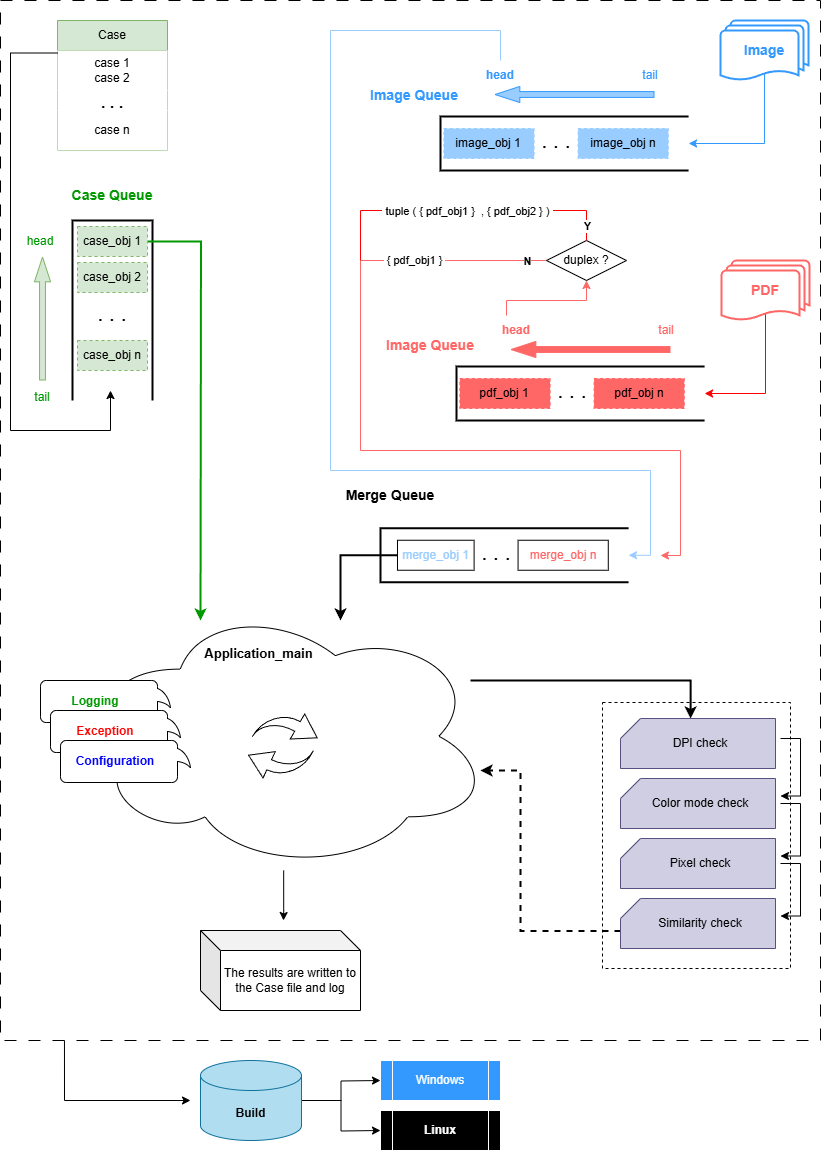 Case
case 1
case 2
. . .
case n
Image
head
tail
Image Queue
image_obj 1
. . .
image_obj n
Case Queue
head
tail
case_obj 1
case_obj 2
. . .
case_obj n
tuple ( { pdf_obj1 } , { pdf_obj2 } )
Y
{ pdf_obj1 }
N
duplex ?
PDF
head
tail
Image Queue
pdf_obj 1
. . .
pdf_obj n
Merge Queue
merge_obj 1
. . .
merge_obj n
Application_main
Logging
Exception
Configuration
DPI check
Color mode check
Pixel check
Similarity check
The results are written to
the Case file and log
Build
Windows
Linux